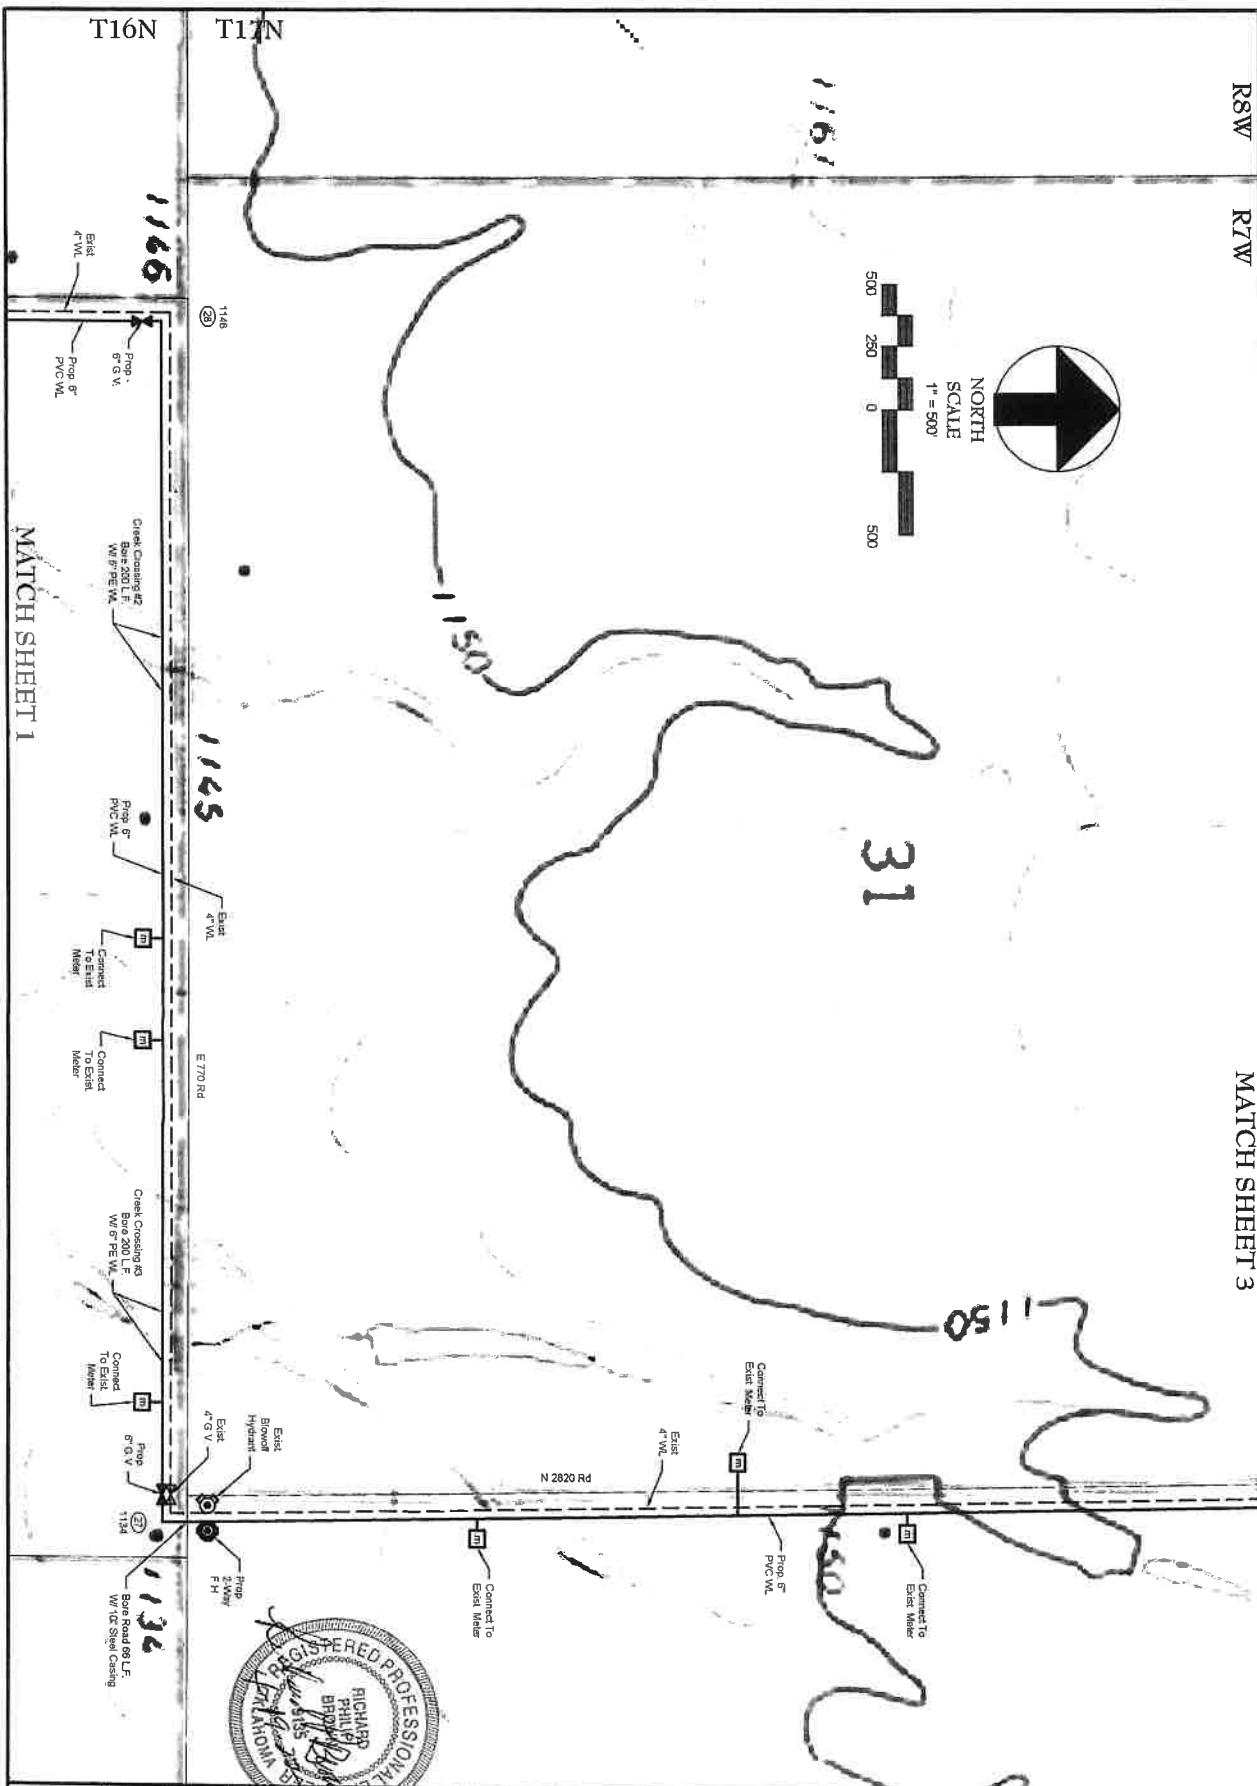 R8W
R7W
T16N
T17N
1161
NORTH
SCALE
1" = 500'
500
250
0
500
1166
Exist
4" WL
Prop.
6" G.V.
Prop 6"
PVC WL
1148
28
MATCH SHEET 1
Creek Crossing #2
Bore 200 L.F.
W/ 6" PE WL
1150
1165
31
Prop 6"
PVC WL
Exist
4" WL
Connect
To Exist
Meter
m
Connect
To Exist
Meter
m
E 770 Rd
MATCH SHEET 3
Creek Crossing #3
Bore 200 L.F.
W/ 6" PE WL
Connect
To Exist
Meter
m
1150
Connect To
Exist Meter
m
Exist
4" WL
N 2820 Rd
Exist
Blowoff
Hydrant
Exist
4" G.V.
Prop
6" G.V.
27
1134
Prop
2-Way
F H
Bore Road 66 L.F.
W/ 10" Steel Casing
m
Connect To
Exist Meter
Prop. 6"
PVC WL
m
Connect To
Exist Meter
1150
REGISTERED PROFESSIONAL
RICHARD
PHILIP
9135
OKLAHOMA